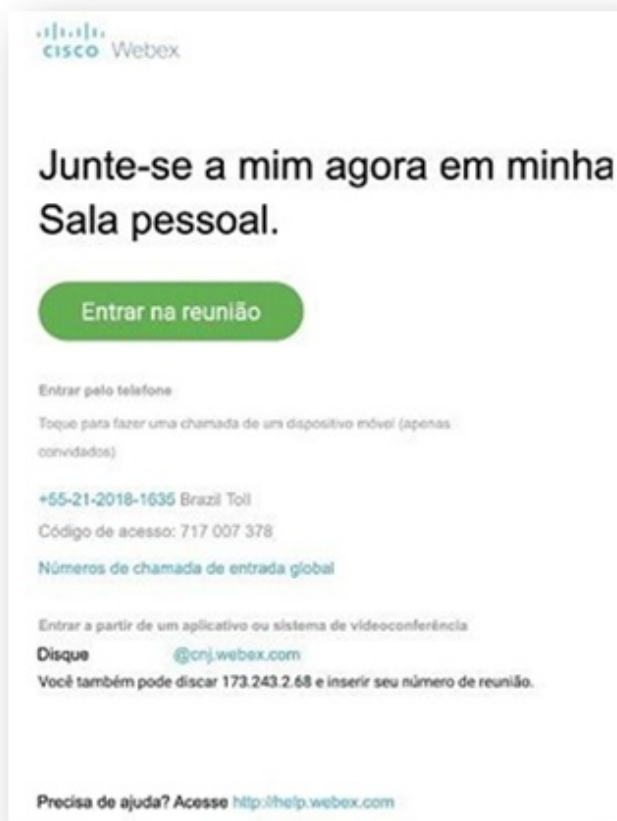 CISCO Webex
Junte-se a mim agora em minha
Sala pessoal.
Entrar na reunião
Entrar pelo telefone
Toque para fazer uma chamada de um dispositivo móvel (apenas
convidados)
+55-21-2018-1635 Brazil Toll
Código de acesso: 717 007 378
Números de chamada de entrada global
Entrar a partir de um aplicativo ou sistema de videoconferência
Disque @cnj.webex.com
Você também pode discar 173.243.2.68 e inserir seu número de reunião.
Precisa de ajuda? Acesse http://help.webex.com